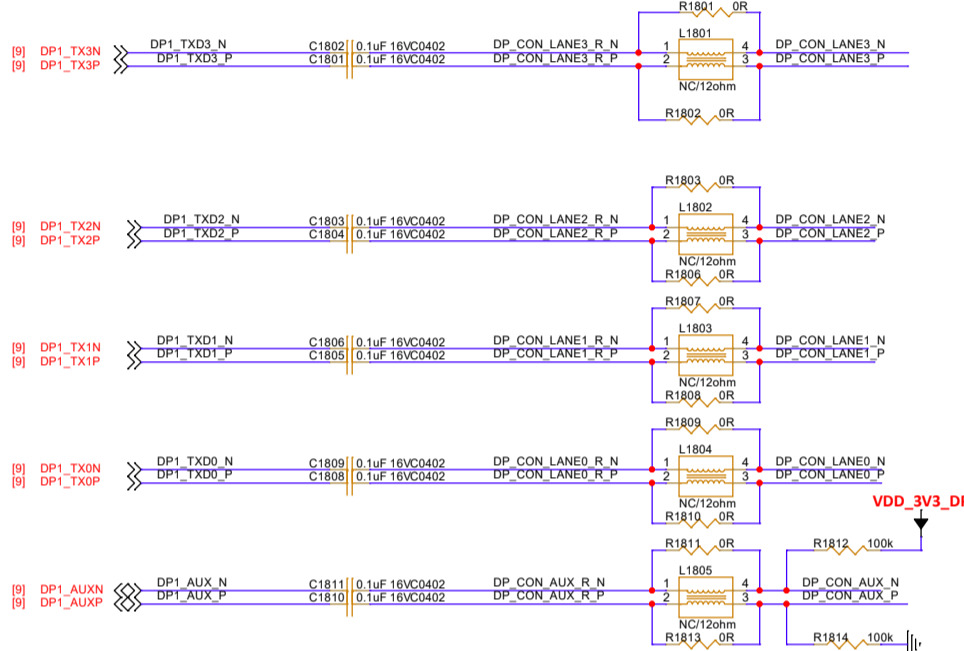 R1801 0R
L1801
[9] DP1_TX3N DP1_TXD3_N C1802 0.1uF 16VC0402 DP_CON_LANE3_R_N 1 4 DP_CON_LANE3_N
[9] DP1_TX3P DP1_TXD3_P C1801 0.1uF 16VC0402 DP_CON_LANE3_R_P 2 3 DP_CON_LANE3_P
NC/12ohm
R1802 0R
R1803 0R
L1802
[9] DP1_TX2N DP1_TXD2_N C1803 0.1uF 16VC0402 DP_CON_LANE2_R_N 1 4 DP_CON_LANE2_N
[9] DP1_TX2P DP1_TXD2_P C1804 0.1uF 16VC0402 DP_CON_LANE2_R_P 2 3 DP_CON_LANE2_P
NC/12ohm
R1806 0R
R1807 0R
L1803
[9] DP1_TX1N DP1_TXD1_N C1806 0.1uF 16VC0402 DP_CON_LANE1_R_N 1 4 DP_CON_LANE1_N
[9] DP1_TX1P DP1_TXD1_P C1805 0.1uF 16VC0402 DP_CON_LANE1_R_P 2 3 DP_CON_LANE1_P
NC/12ohm
R1808 0R
R1809 0R
L1804
[9] DP1_TX0N DP1_TXD0_N C1809 0.1uF 16VC0402 DP_CON_LANE0_R_N 1 4 DP_CON_LANE0_N
[9] DP1_TX0P DP1_TXD0_P C1808 0.1uF 16VC0402 DP_CON_LANE0_R_P 2 3 DP_CON_LANE0_P
NC/12ohm
VDD_3V3_DI
R1810 0R
R1811 0R R1812 100k
L1805
[9] DP1_AUXN DP1_AUX_N C1811 0.1uF 16VC0402 DP_CON_AUX_R_N 1 4 DP_CON_AUX_N
[9] DP1_AUXP DP1_AUX_P C1810 0.1uF 16VC0402 DP_CON_AUX_R_P 2 3 DP_CON_AUX_P
NC/12ohm
R1813 0R R1814 100k